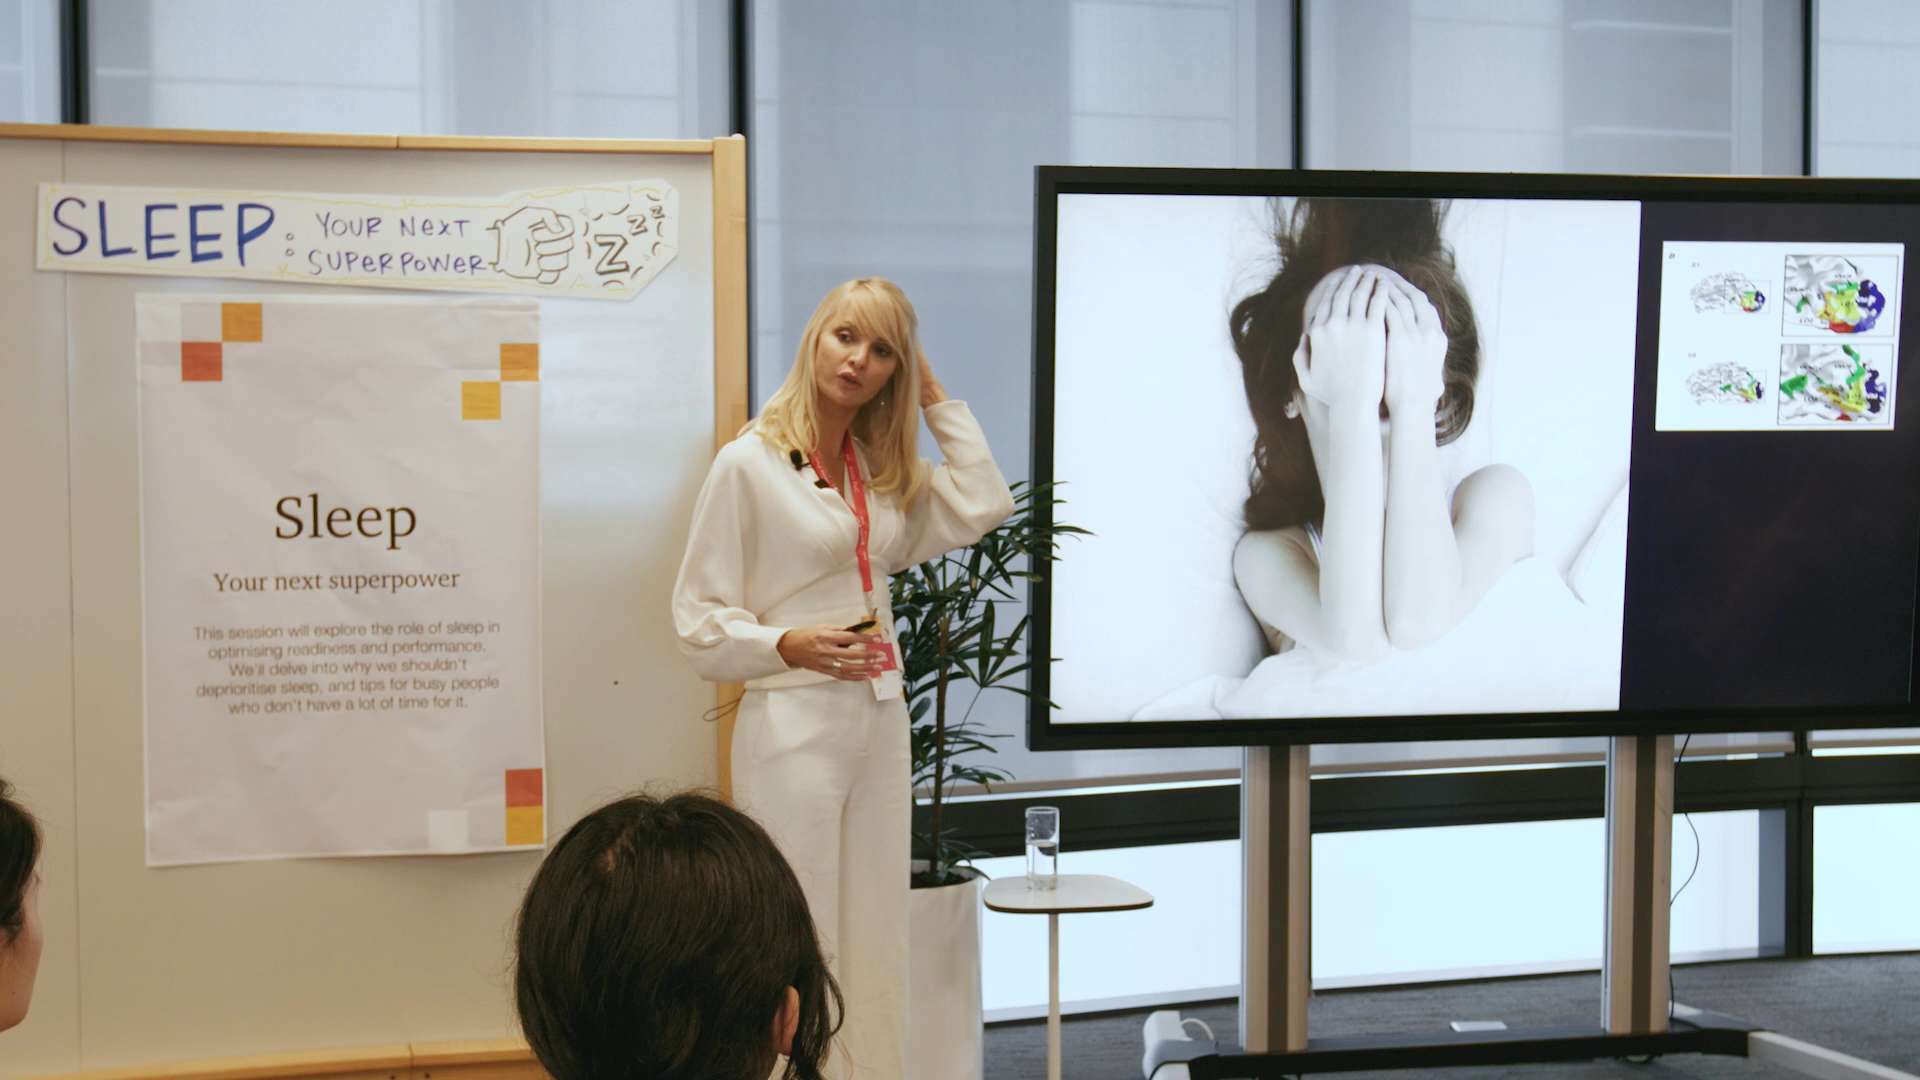 SLEEP:
YOUR NEXT
SUPERPOWER
Z Z Z
Sleep
Your next superpower
This session will explore the role of sleep in
optimising readiness and performance.
We'll delve into why we shouldn't
deprioritise sleep, and tips for busy people
who don't have a lot of time for it.